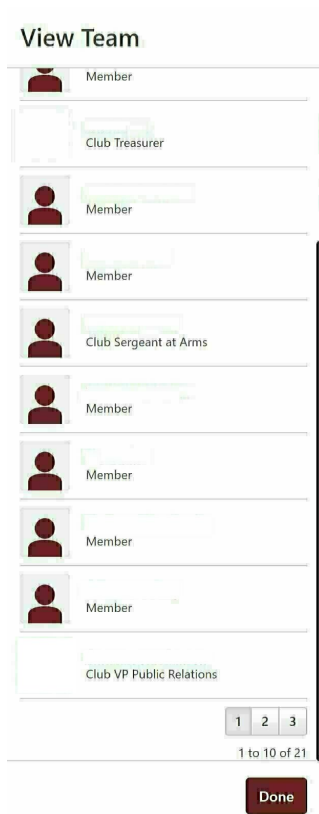 View Team
Member
Club Treasurer
Member
Member
Club Sergeant at Arms
Member
Member
Member
Member
Club VP Public Relations
1 2 3
1 to 10 of 21
Done